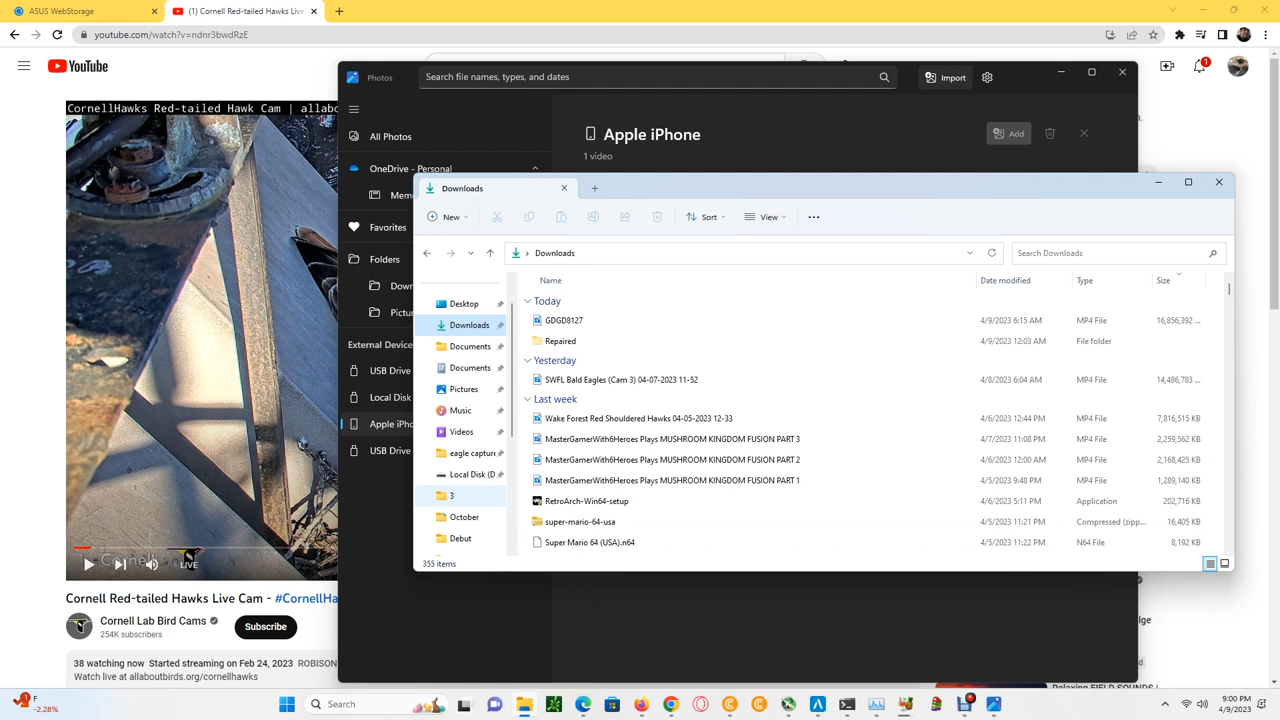 ASUS WebStorage
(1) Cornell Red-tailed Hawks Live
youtube.com/watch?v=ndnr3bwdRzE
YouTube
1
CornellHawks Red-tailed Hawk Cam | allabo
LIVE
Cornell Red-tailed Hawks Live Cam - #CornellHa
Cornell Lab Bird Cams
254K subscribers
Subscribe
38 watching now Started streaming on Feb 24, 2023 ROBISON
Watch live at allaboutbirds.org/cornellhawks
Photos
Search file names, types, and dates
Import
All Photos
OneDrive - Personal
Mem
Favorites
Folders
Down
Pictur
External Device
USB Drive
Local Disk
Apple iPho
USB Drive
Apple iPhone
Add
1 video
Downloads
New
Sort
View
Downloads
Search Downloads
Name
Date modified
Type
Size
Desktop
Downloads
Documents
Documents
Pictures
Music
Videos
eagle capture
Local Disk (D
3
October
Debut
Today
GDGD8127 4/9/2023 6:15 AM MP4 File 16,856,392 ...
Repaired 4/9/2023 12:03 AM File folder
Yesterday
SWFL Bald Eagles (Cam 3) 04-07-2023 11-52 4/8/2023 6:04 AM MP4 File 14,486,783 ...
Last week
Wake Forest Red Shouldered Hawks 04-05-2023 12-33 4/6/2023 12:44 PM MP4 File 7,816,515 KB
MasterGamerWith6Heroes Plays MUSHROOM KINGDOM FUSION PART 3 4/7/2023 11:08 PM MP4 File 2,259,562 KB
MasterGamerWith6Heroes Plays MUSHROOM KINGDOM FUSION PART 2 4/6/2023 12:00 AM MP4 File 2,168,425 KB
MasterGamerWith6Heroes Plays MUSHROOM KINGDOM FUSION PART 1 4/5/2023 9:48 PM MP4 File 1,289,140 KB
RetroArch-Win64-setup 4/6/2023 5:11 PM Application 202,716 KB
super-mario-64-usa 4/5/2023 11:21 PM Compressed (zipp... 16,405 KB
Super Mario 64 (USA).n64 4/5/2023 11:22 PM N64 File 8,192 KB
355 items
1
F
-2.28%
Search
9:00 PM
4/9/2023